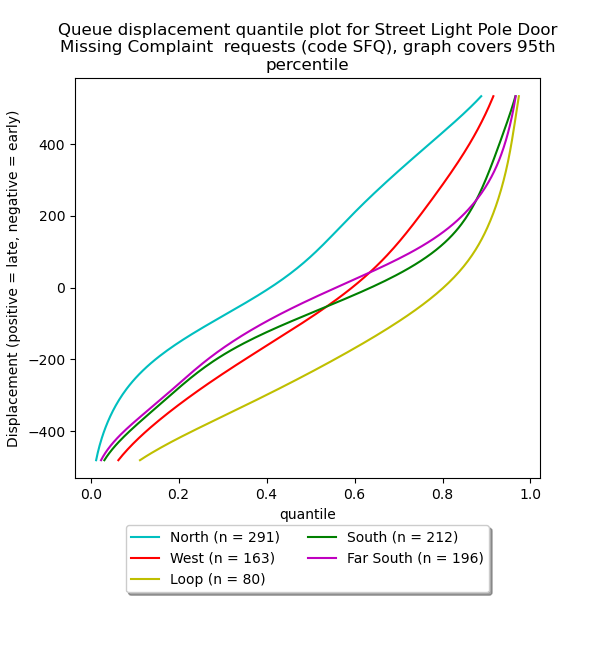 Queue displacement quantile plot for Street Light Pole Door
Missing Complaint  requests (code SFQ), graph covers 95th
percentile
Displacement (positive = late, negative = early)
400
200
0
−200
−400
0.0 0.2 0.4 0.6 0.8 1.0
quantile
North (n = 291) South (n = 212)
West (n = 163) Far South (n = 196)
Loop (n = 80)